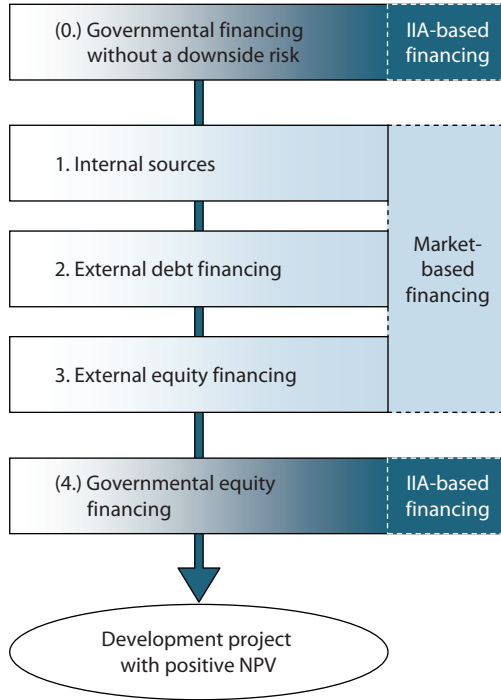 (0.) Governmental financing
without a downside risk
IIA-based
financing
1. Internal sources
2. External debt financing
3. External equity financing
Market-
based
financing
(4.) Governmental equity
financing
IIA-based
financing
Development project
with positive NPV